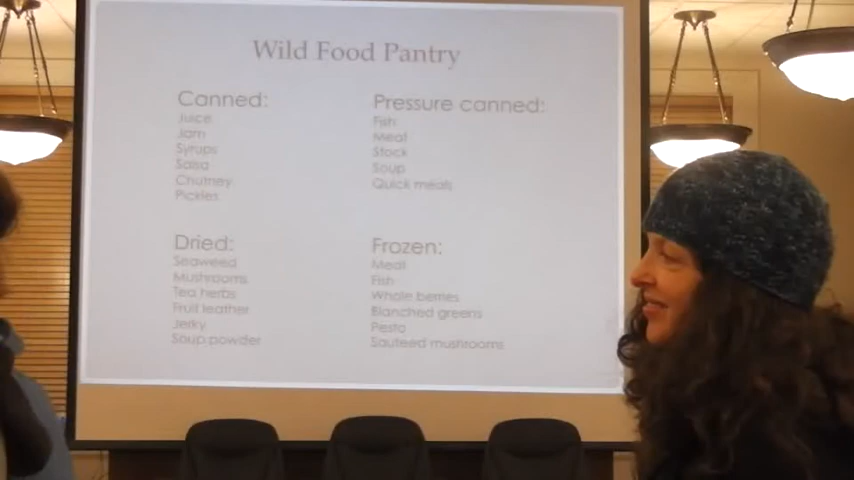 Wild Food Pantry
Canned:
Juice
Jam
Syrups
Salsa
Chutney
Pickles
Pressure canned:
Fish
Meat
Stock
Soup
Quick meals
Dried:
Seaweed
Mushrooms
Tea herbs
Fruit leather
Jerky
Soup powder
Frozen:
Meat
Fish
Whole berries
Blanched greens
Pesto
Sauteed mushrooms